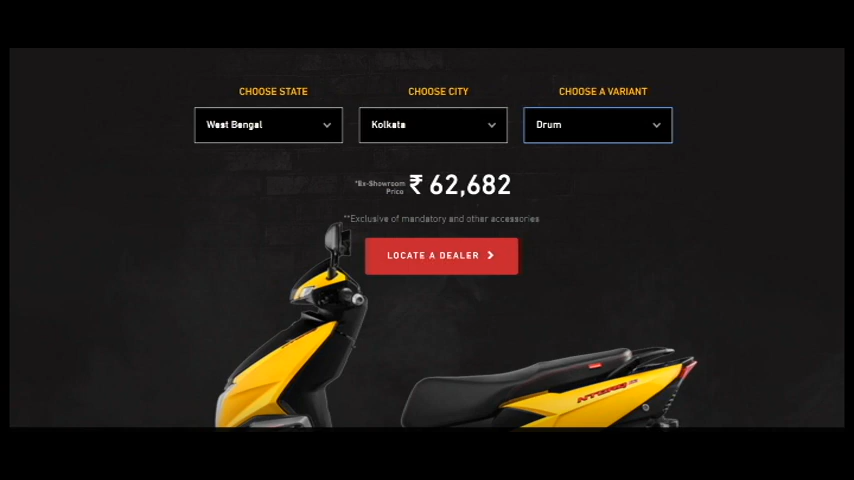 CHOOSE STATE CHOOSE CITY CHOOSE A VARIANT
West Bengal Kolkata Drum
*Ex-Showroom
Price ₹ 62,682
**Exclusive of mandatory and other accessories
LOCATE A DEALER
NTORQ